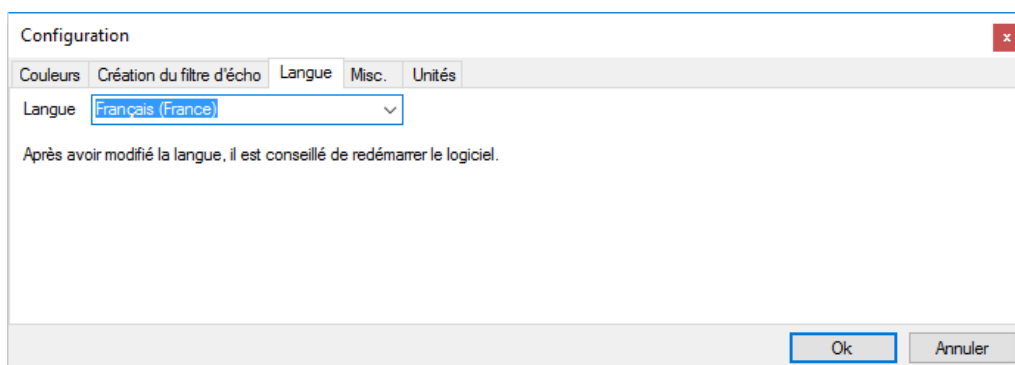 Configuration
x
Couleurs Création du filtre d'écho Langue Misc. Unités
Langue Français (France)
Après avoir modifié la langue, il est conseillé de redémarrer le logiciel.
Ok Annuler